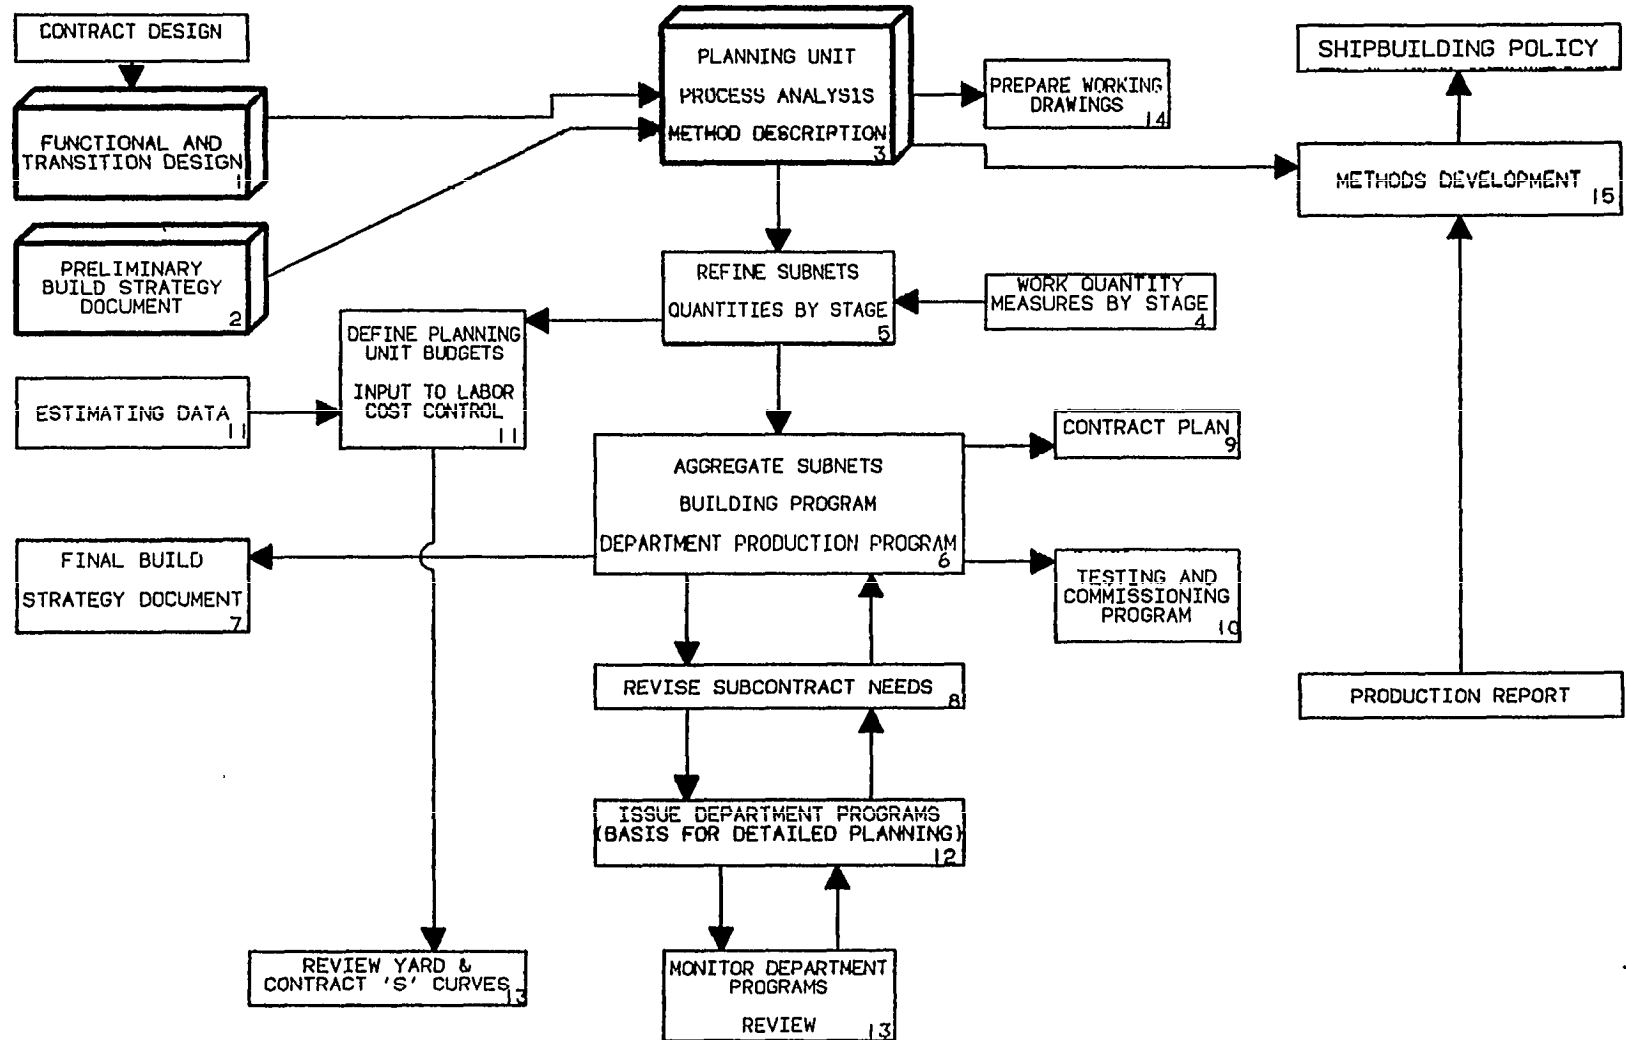 CONTRACT DESIGN
FUNCTIONAL AND
TRANSITION DESIGN
1
PRELIMINARY
BUILD STRATEGY
DOCUMENT
2
PLANNING UNIT
PROCESS ANALYSIS
METHOD DESCRIPTION
3
PREPARE WORKING
DRAWINGS
14
SHIPBUILDING POLICY
METHODS DEVELOPMENT
15
REFINE SUBNETS
QUANTITIES BY STAGE
5
WORK QUANTITY
MEASURES BY STAGE
4
DEFINE PLANNING
UNIT BUDGETS
INPUT TO LABOR
COST CONTROL
11
ESTIMATING DATA
11
AGGREGATE SUBNETS
BUILDING PROGRAM
DEPARTMENT PRODUCTION PROGRAM
6
CONTRACT PLAN
9
FINAL BUILD
STRATEGY DOCUMENT
7
TESTING AND
COMMISSIONING
PROGRAM
10
REVISE SUBCONTRACT NEEDS
8
PRODUCTION REPORT
ISSUE DEPARTMENT PROGRAMS
(BASIS FOR DETAILED PLANNING)
12
REVIEW YARD &
CONTRACT 'S' CURVES
13
MONITOR DEPARTMENT
PROGRAMS
REVIEW
13